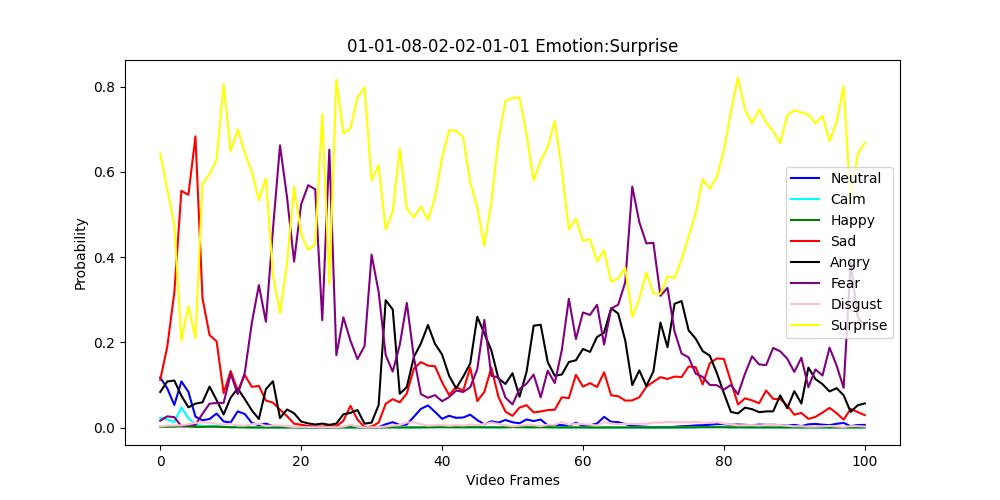 01-01-08-02-02-01-01 Emotion:Surprise
0.8
0.6
0.4
0.2
0.0
Probability
0 20 40 60 80 100
Video Frames
Neutral
Calm
Happy
Sad
Angry
Fear
Disgust
Surprise